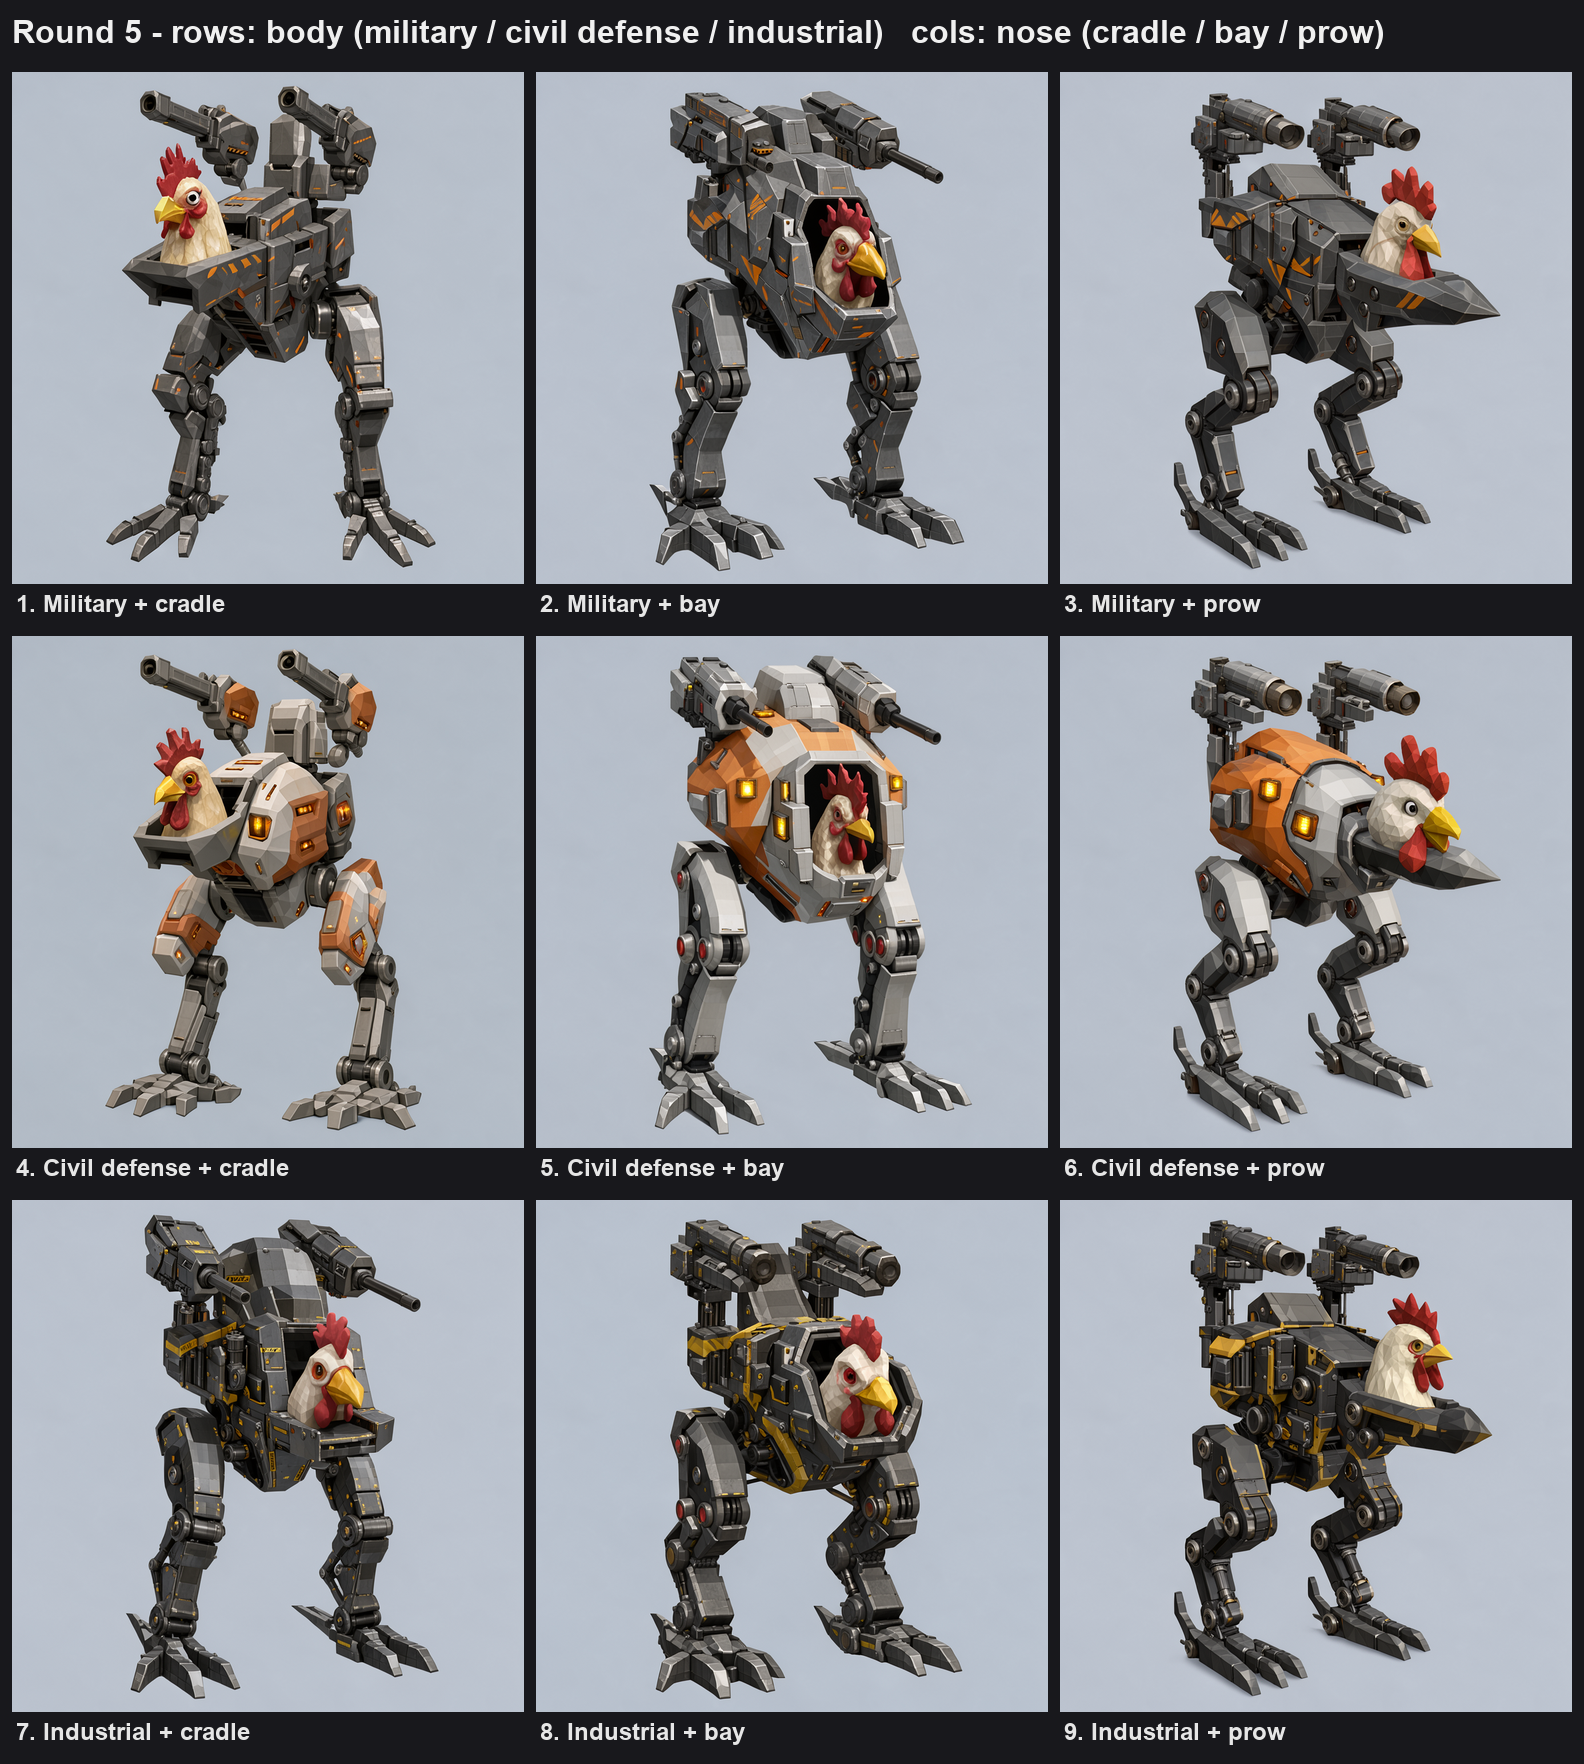 Round 5 - rows: body (military / civil defense / industrial)   cols: nose (cradle / bay / prow)
1. Military + cradle
2. Military + bay
3. Military + prow
4. Civil defense + cradle
5. Civil defense + bay
6. Civil defense + prow
7. Industrial + cradle
8. Industrial + bay
9. Industrial + prow